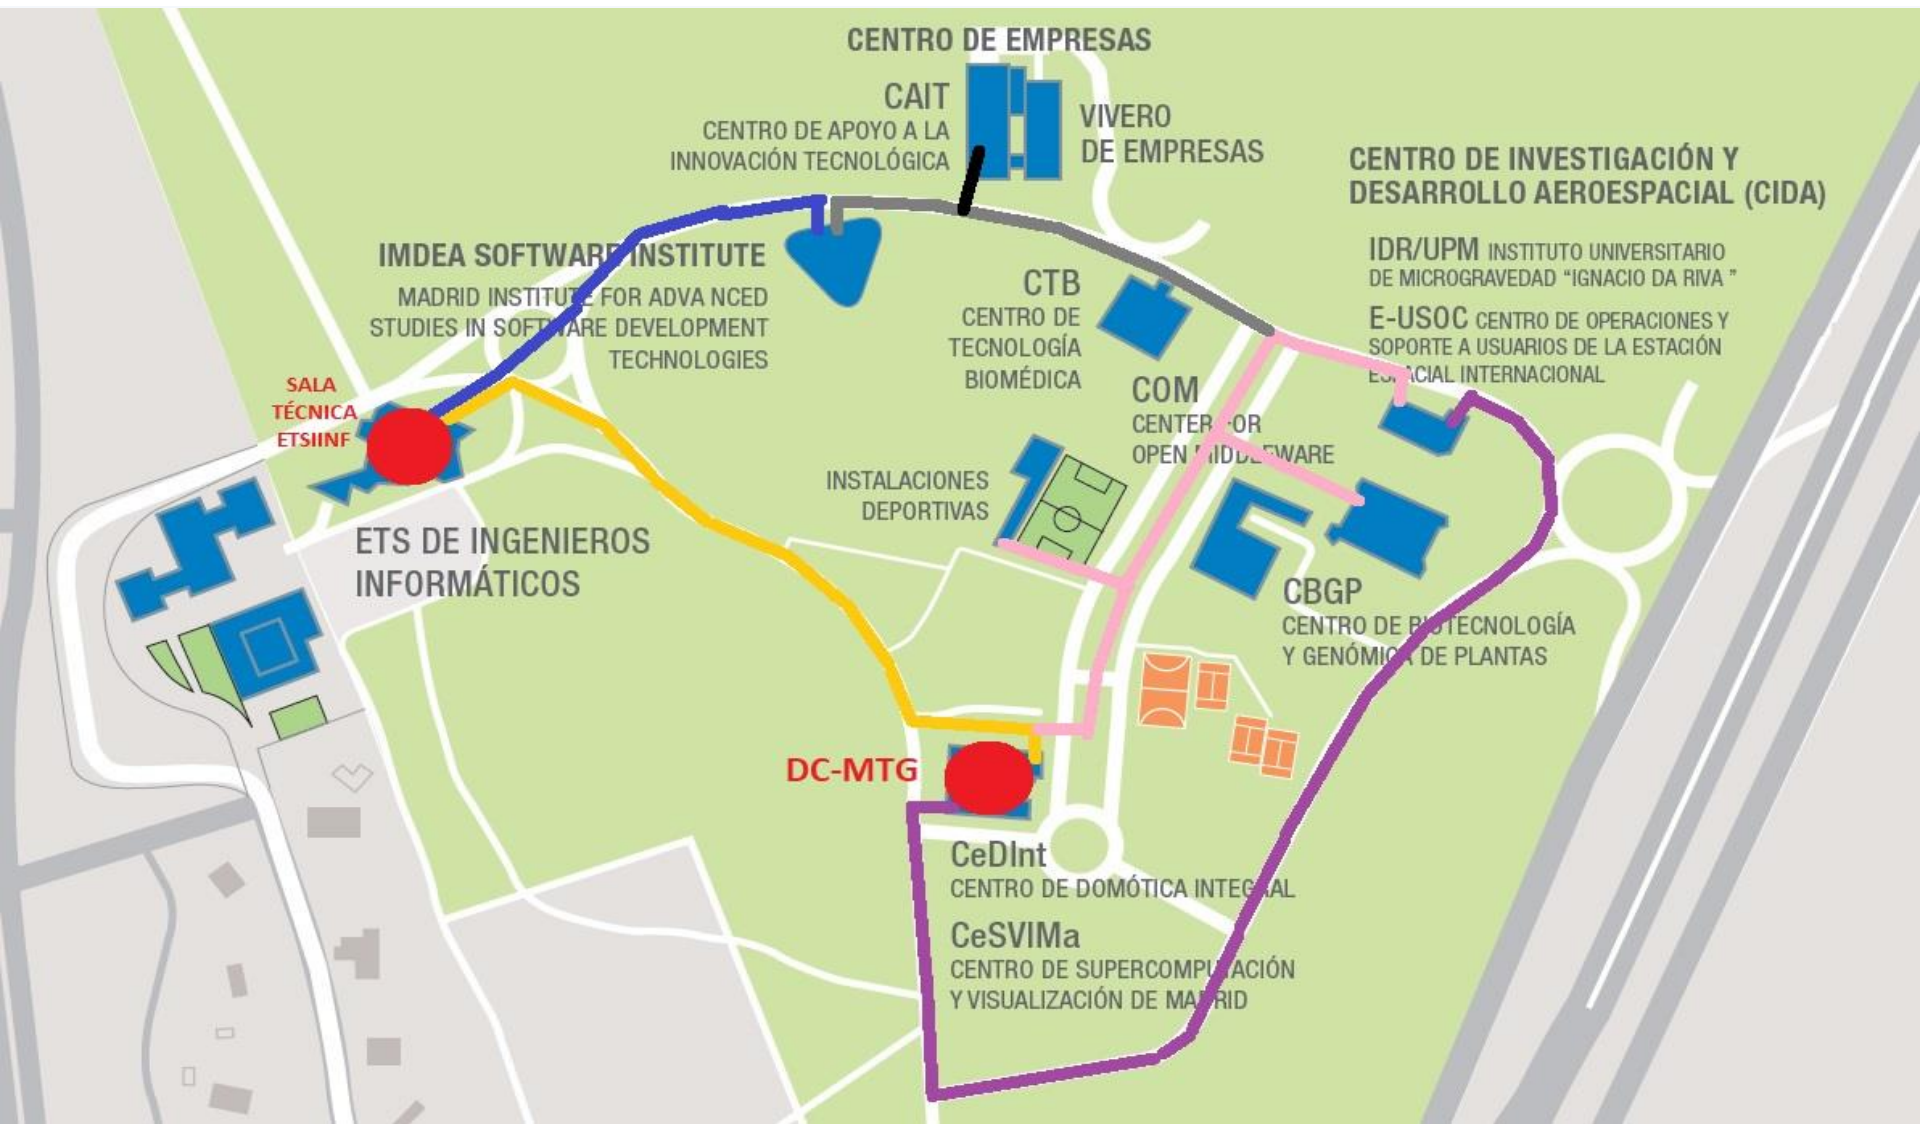 CENTRO DE EMPRESAS
CAIT
CENTRO DE APOYO A LA
INNOVACIÓN TECNOLÓGICA
VIVERO
DE EMPRESAS
CENTRO DE INVESTIGACIÓN Y
DESARROLLO AEROESPACIAL (CIDA)
IDR/UPM INSTITUTO UNIVERSITARIO
DE MICROGRAVEDAD “IGNACIO DA RIVA ”
E-USOC CENTRO DE OPERACIONES Y
SOPORTE A USUARIOS DE LA ESTACIÓN
ESPACIAL INTERNACIONAL
IMDEA SOFTWARE INSTITUTE
MADRID INSTITUTE FOR ADVA NCED
STUDIES IN SOFTWARE DEVELOPMENT
TECHNOLOGIES
CTB
CENTRO DE
TECNOLOGÍA
BIOMÉDICA
COM
CENTER FOR
OPEN MIDDLEWARE
SALA
TÉCNICA
ETSIINF
INSTALACIONES
DEPORTIVAS
ETS DE INGENIEROS
INFORMÁTICOS
CBGP
CENTRO DE BIOTECNOLOGÍA
Y GENÓMICA DE PLANTAS
DC-MTG
CeDInt
CENTRO DE DOMÓTICA INTEGRAL
CeSVIMa
CENTRO DE SUPERCOMPUTACIÓN
Y VISUALIZACIÓN DE MADRID